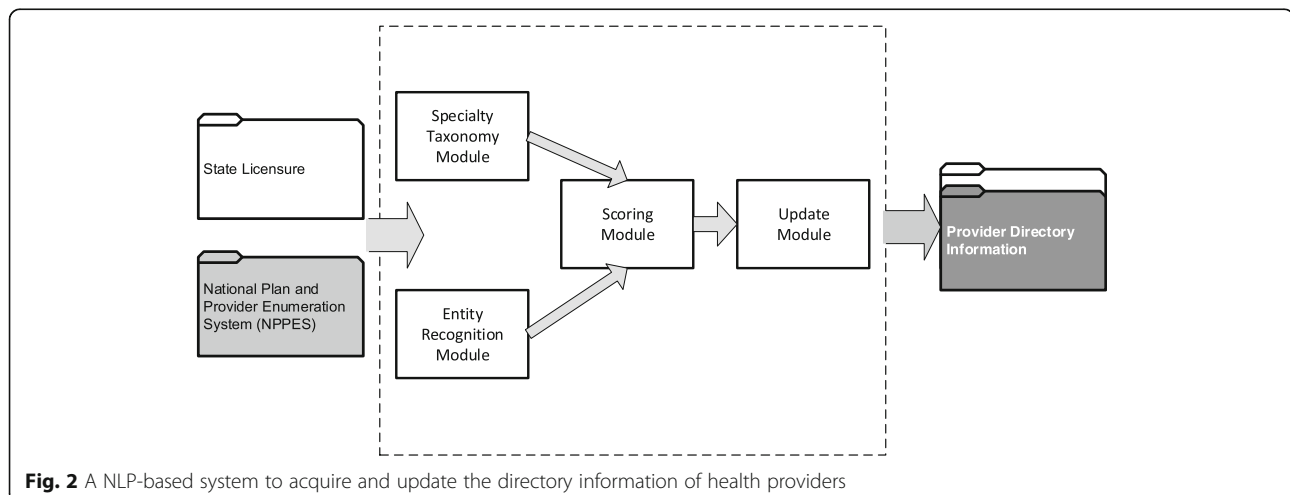 Specialty
Taxonomy
Module
State Licensure
Scoring
Module
Update
Module
Provider Directory
Information
National Plan and
Provider Enumeration
System (NPPES)
Entity
Recognition
Module
Fig. 2 A NLP-based system to acquire and update the directory information of health providers